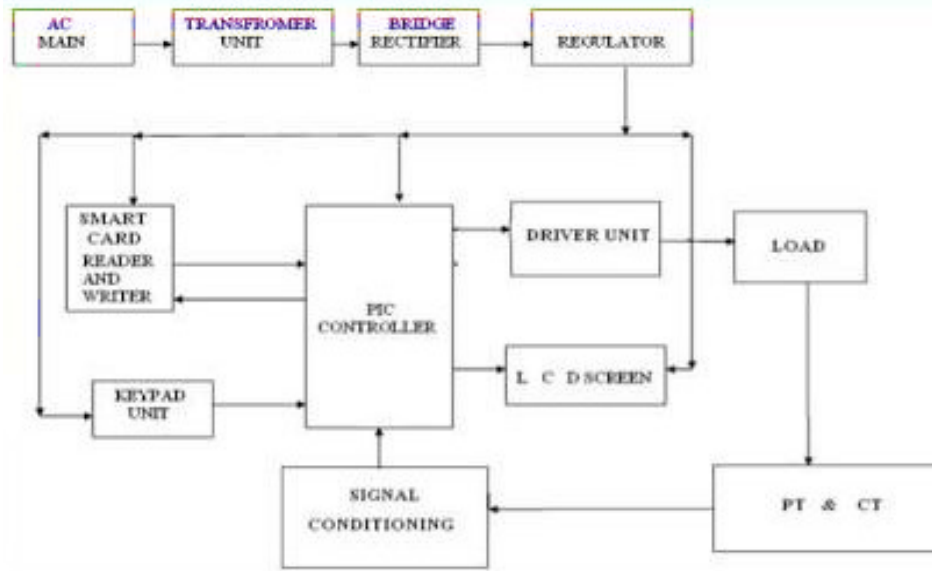 AC
MAIN
TRANSFROMER
UNIT
BRIDGE
RECTIFIER
REGULATOR
SMART
CARD
READER
AND
WRITER
PIC
CONTROLLER
DRIVER UNIT
LOAD
L C D SCREEN
KEYPAD
UNIT
SIGNAL
CONDITIONING
PT & CT